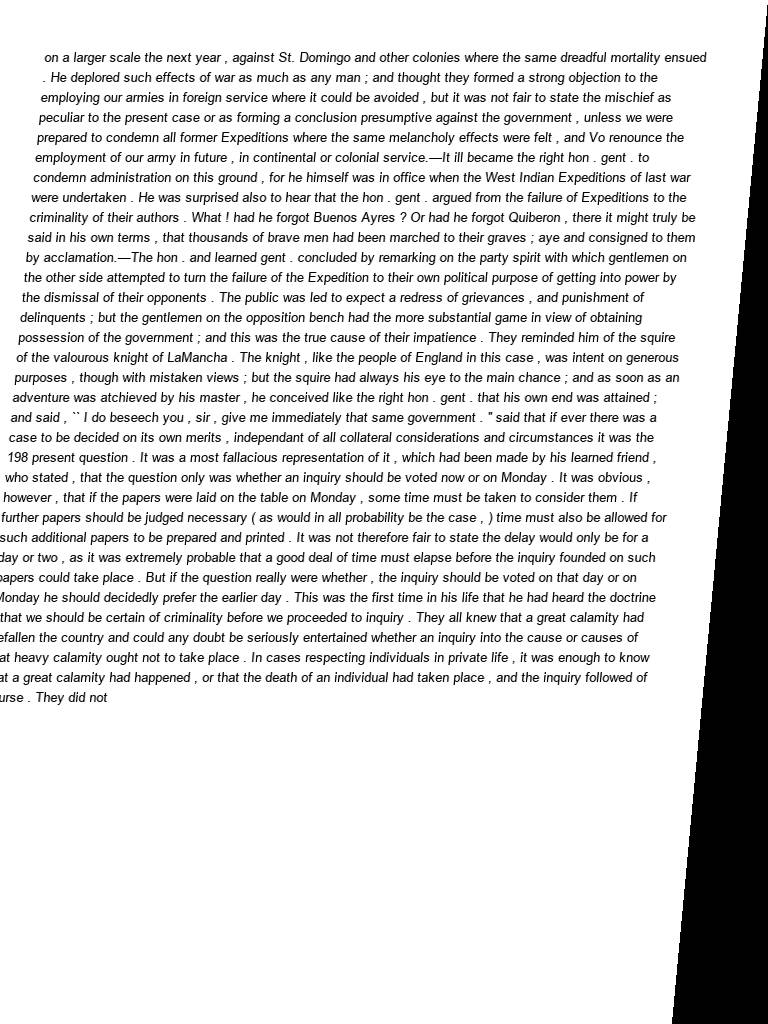 on a larger scale the next year , against St. Domingo and other colonies where the same dreadful mortality ensued
. He deplored such effects of war as much as any man ; and thought they formed a strong objection to the
employing our armies in foreign service where it could be avoided , but it was not fair to state the mischief as
peculiar to the present case or as forming a conclusion presumptive against the government , unless we were
prepared to condemn all former Expeditions where the same melancholy effects were felt , and Vo renounce the
employment of our army in future , in continental or colonial service.—It ill became the right hon . gent . to
condemn administration on this ground , for he himself was in office when the West Indian Expeditions of last war
were undertaken . He was surprised also to hear that the hon . gent . argued from the failure of Expeditions to the
criminality of their authors . What ! had he forgot Buenos Ayres ? Or had he forgot Quiberon , there it might truly be
said in his own terms , that thousands of brave men had been marched to their graves ; aye and consigned to them
by acclamation.—The hon . and learned gent . concluded by remarking on the party spirit with which gentlemen on
the other side attempted to turn the failure of the Expedition to their own political purpose of getting into power by
the dismissal of their opponents . The public was led to expect a redress of grievances , and punishment of
delinquents ; but the gentlemen on the opposition bench had the more substantial game in view of obtaining
possession of the government ; and this was the true cause of their impatience . They reminded him of the squire
of the valourous knight of LaMancha . The knight , like the people of England in this case , was intent on generous
purposes , though with mistaken views ; but the squire had always his eye to the main chance ; and as soon as an
adventure was atchieved by his master , he conceived like the right hon . gent . that his own end was attained ;
and said , `` I do beseech you , sir , give me immediately that same government . '' said that if ever there was a
case to be decided on its own merits , independant of all collateral considerations and circumstances it was the
198 present question . It was a most fallacious representation of it , which had been made by his learned friend ,
who stated , that the question only was whether an inquiry should be voted now or on Monday . It was obvious ,
however , that if the papers were laid on the table on Monday , some time must be taken to consider them . If
further papers should be judged necessary ( as would in all probability be the case , ) time must also be allowed for
such additional papers to be prepared and printed . It was not therefore fair to state the delay would only be for a
day or two , as it was extremely probable that a good deal of time must elapse before the inquiry founded on such
papers could take place . But if the question really were whether , the inquiry should be voted on that day or on
Monday he should decidedly prefer the earlier day . This was the first time in his life that he had heard the doctrine
that we should be certain of criminality before we proceeded to inquiry . They all knew that a great calamity had
efallen the country and could any doubt be seriously entertained whether an inquiry into the cause or causes of
at heavy calamity ought not to take place . In cases respecting individuals in private life , it was enough to know
at a great calamity had happened , or that the death of an individual had taken place , and the inquiry followed of
urse . They did not